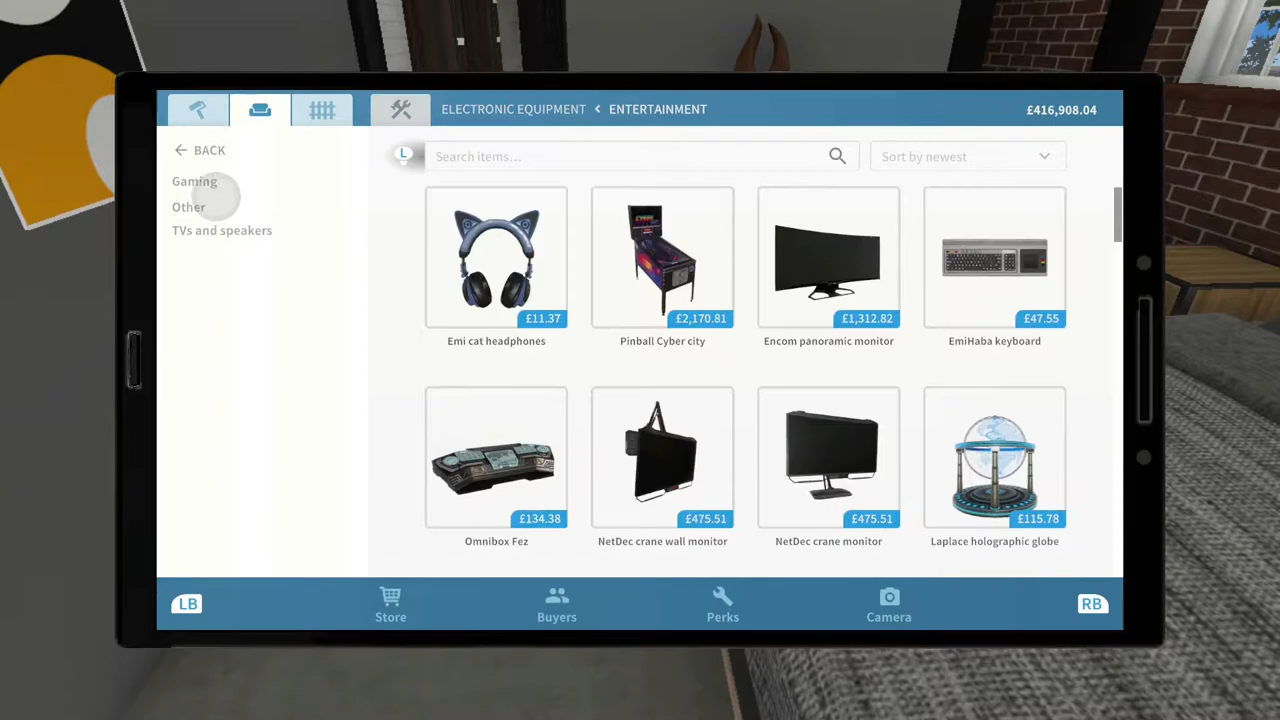 ELECTRONIC EQUIPMENT < ENTERTAINMENT
£416,908.04
← BACK
Gaming
Other
TVs and speakers
L
Search items...
Sort by newest
£11.37
£2,170.81
£1,312.82
£47.55
Emi cat headphones
Pinball Cyber city
Encom panoramic monitor
EmiHaba keyboard
£134.38
£475.51
£475.51
£115.78
Omnibox Fez
NetDec crane wall monitor
NetDec crane monitor
Laplace holographic globe
LB
Store
Buyers
Perks
Camera
RB